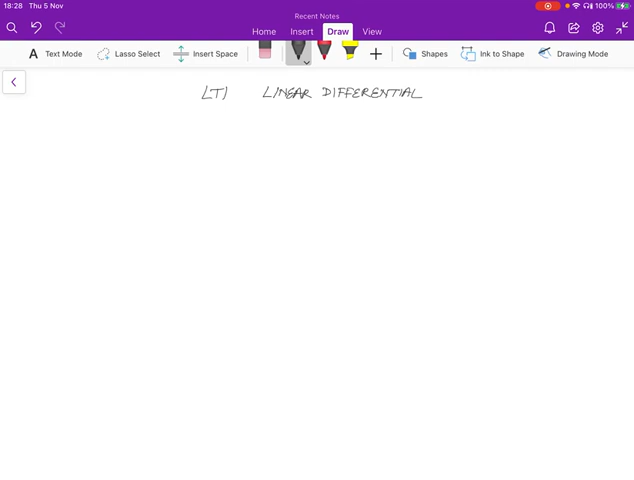 18:28 Thu 5 Nov 100%
Recent Notes
Home Insert Draw View
Text Mode Lasso Select Insert Space Shapes Ink to Shape Drawing Mode
LTI LINEAR DIFFERENTIAL